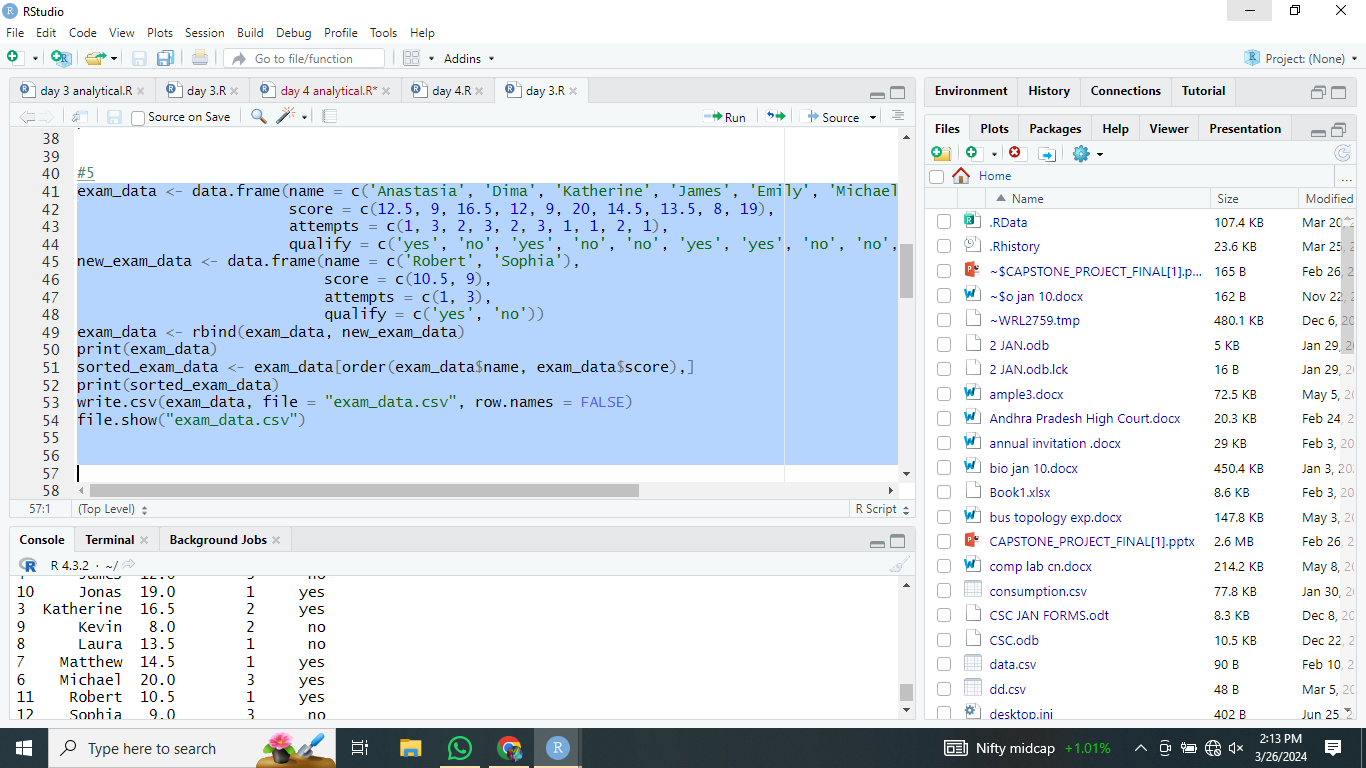 RStudio
File Edit Code View Plots Session Build Debug Profile Tools Help
Go to file/function Addins Project: (None)
day 3 analytical.R day 3.R day 4 analytical.R* day 4.R day 3.R
Source on Save Run Source
38
39
40 #5
41 exam_data <- data.frame(name = c('Anastasia', 'Dima', 'Katherine', 'James', 'Emily', 'Michael
42 score = c(12.5, 9, 16.5, 12, 9, 20, 14.5, 13.5, 8, 19),
43 attempts = c(1, 3, 2, 3, 2, 3, 1, 1, 2, 1),
44 qualify = c('yes', 'no', 'yes', 'no', 'no', 'yes', 'yes', 'no', 'no',
45 new_exam_data <- data.frame(name = c('Robert', 'Sophia'),
46 score = c(10.5, 9),
47 attempts = c(1, 3),
48 qualify = c('yes', 'no'))
49 exam_data <- rbind(exam_data, new_exam_data)
50 print(exam_data)
51 sorted_exam_data <- exam_data[order(exam_data$name, exam_data$score),]
52 print(sorted_exam_data)
53 write.csv(exam_data, file = "exam_data.csv", row.names = FALSE)
54 file.show("exam_data.csv")
55
56
57
58
57:1 (Top Level) R Script
Console Terminal Background Jobs
R 4.3.2 · ~/
James 12.0 3 no
10 Jonas 19.0 1 yes
3 Katherine 16.5 2 yes
9 Kevin 8.0 2 no
8 Laura 13.5 1 no
7 Matthew 14.5 1 yes
6 Michael 20.0 3 yes
11 Robert 10.5 1 yes
12 Sophia 9.0 3 no
Environment History Connections Tutorial
Files Plots Packages Help Viewer Presentation
Home ...
Name Size Modified
.RData 107.4 KB Mar 20,
.Rhistory 23.6 KB Mar 25,
~$CAPSTONE_PROJECT_FINAL[1].p... 165 B Feb 26,
~$o jan 10.docx 162 B Nov 22,
~WRL2759.tmp 480.1 KB Dec 6,
2 JAN.odb 5 KB Jan 29,
2 JAN.odb.lck 16 B Jan 29,
ample3.docx 72.5 KB May 5,
Andhra Pradesh High Court.docx 20.3 KB Feb 24,
annual invitation .docx 29 KB Feb 3,
bio jan 10.docx 450.4 KB Jan 3,
Book1.xlsx 8.6 KB Feb 3,
bus topology exp.docx 147.8 KB May 3,
CAPSTONE_PROJECT_FINAL[1].pptx 2.6 MB Feb 26,
comp lab cn.docx 214.2 KB May 8,
consumption.csv 77.8 KB Jan 30,
CSC JAN FORMS.odt 8.3 KB Dec 8,
CSC.odb 10.5 KB Dec 22,
data.csv 90 B Feb 10,
dd.csv 48 B Mar 5,
desktop.ini 402 B Jun 25,
Type here to search
Nifty midcap +1.01%
2:13 PM
3/26/2024